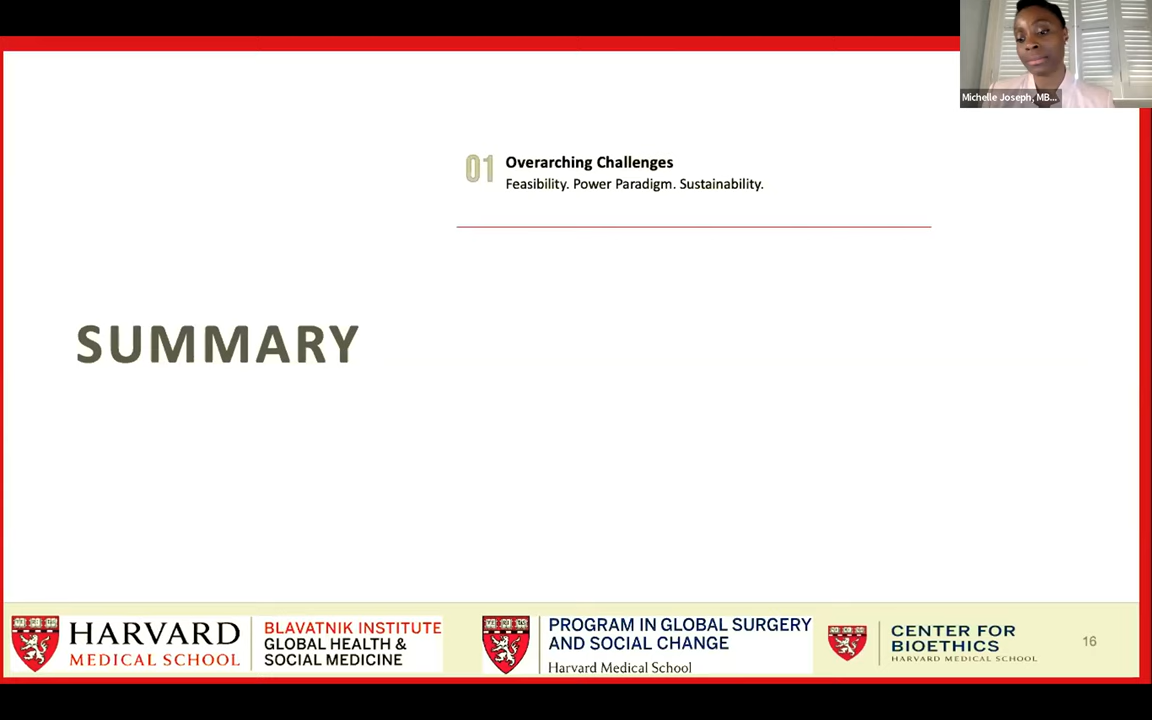 Michelle Joseph, MB...
01
Overarching Challenges
Feasibility. Power Paradigm. Sustainability.
SUMMARY
HARVARD
MEDICAL SCHOOL
BLAVATNIK INSTITUTE
GLOBAL HEALTH &
SOCIAL MEDICINE
PROGRAM IN GLOBAL SURGERY
AND SOCIAL CHANGE
Harvard Medical School
CENTER FOR
BIOETHICS
HARVARD MEDICAL SCHOOL
16